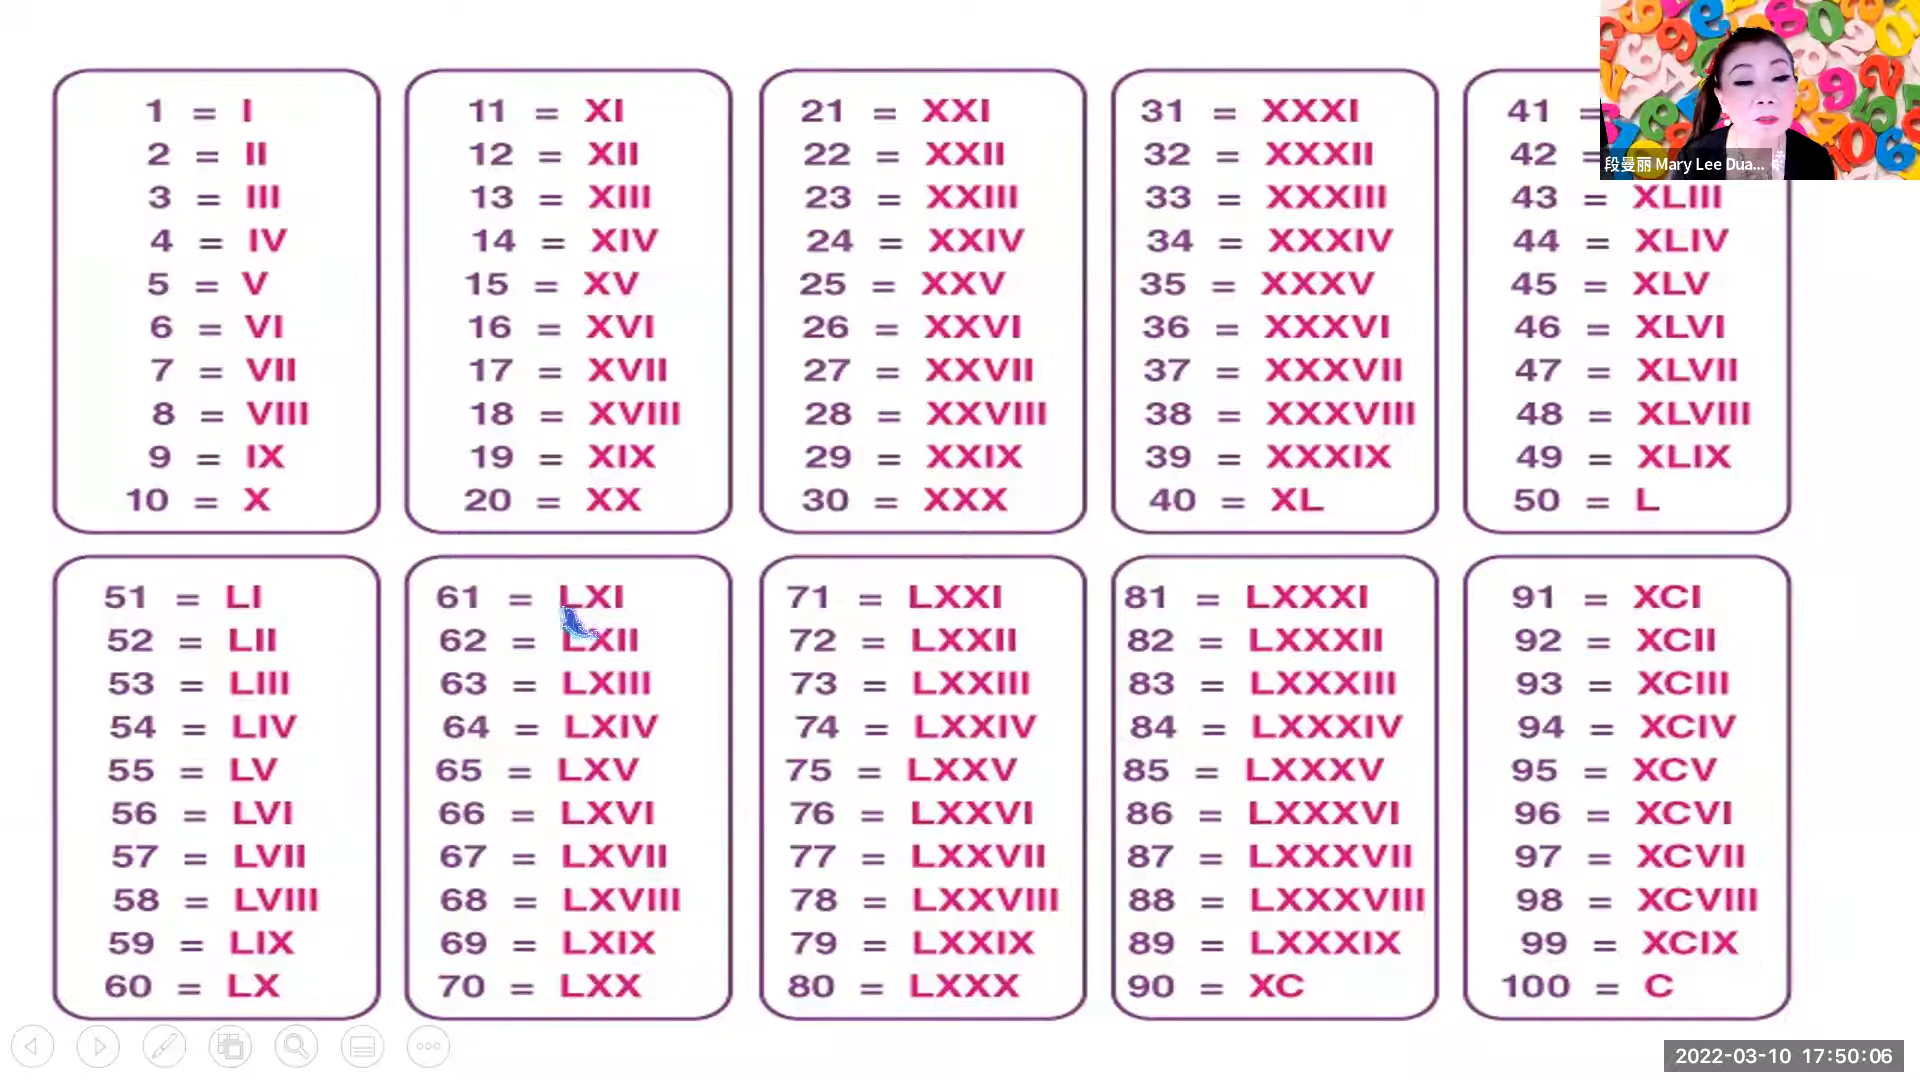 1 = I
2 = II
3 = III
4 = IV
5 = V
6 = VI
7 = VII
8 = VIII
9 = IX
10 = X
11 = XI
12 = XII
13 = XIII
14 = XIV
15 = XV
16 = XVI
17 = XVII
18 = XVIII
19 = XIX
20 = XX
21 = XXI
22 = XXII
23 = XXIII
24 = XXIV
25 = XXV
26 = XXVI
27 = XXVII
28 = XXVIII
29 = XXIX
30 = XXX
31 = XXXI
32 = XXXII
33 = XXXIII
34 = XXXIV
35 = XXXV
36 = XXXVI
37 = XXXVII
38 = XXXVIII
39 = XXXIX
40 = XL
41 =
42 =
43 = XLIII
44 = XLIV
45 = XLV
46 = XLVI
47 = XLVII
48 = XLVIII
49 = XLIX
50 = L
段曼丽 Mary Lee Dua...
51 = LI
52 = LII
53 = LIII
54 = LIV
55 = LV
56 = LVI
57 = LVII
58 = LVIII
59 = LIX
60 = LX
61 = LXI
62 = LXII
63 = LXIII
64 = LXIV
65 = LXV
66 = LXVI
67 = LXVII
68 = LXVIII
69 = LXIX
70 = LXX
71 = LXXI
72 = LXXII
73 = LXXIII
74 = LXXIV
75 = LXXV
76 = LXXVI
77 = LXXVII
78 = LXXVIII
79 = LXXIX
80 = LXXX
81 = LXXXI
82 = LXXXII
83 = LXXXIII
84 = LXXXIV
85 = LXXXV
86 = LXXXVI
87 = LXXXVII
88 = LXXXVIII
89 = LXXXIX
90 = XC
91 = XCI
92 = XCII
93 = XCIII
94 = XCIV
95 = XCV
96 = XCVI
97 = XCVII
98 = XCVIII
99 = XCIX
100 = C
2022-03-10 17:50:06